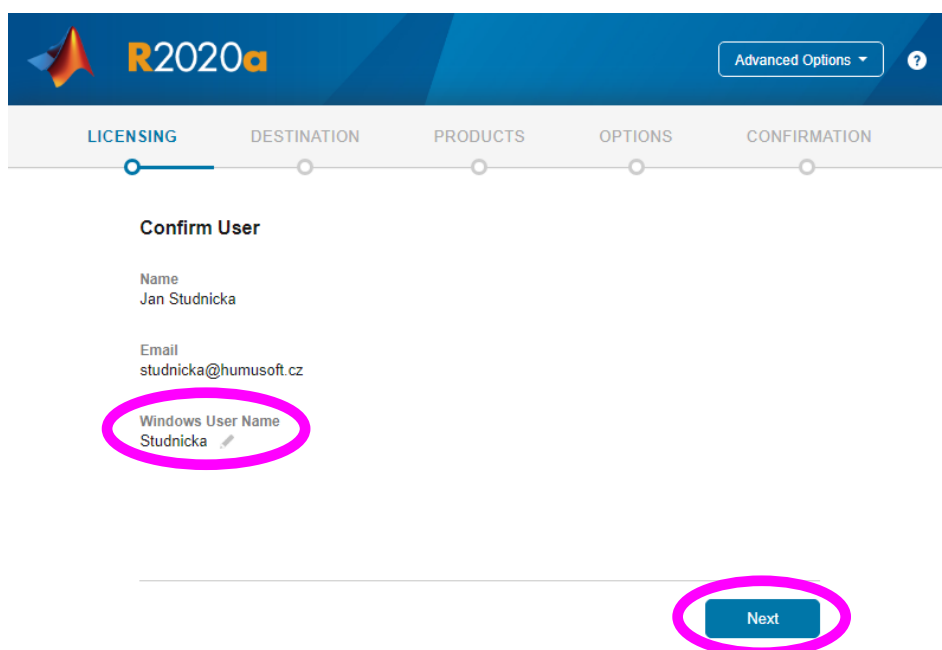 R2020a
Advanced Options
?
LICENSING DESTINATION PRODUCTS OPTIONS CONFIRMATION
Confirm User
Name
Jan Studnicka
Email
studnicka@humusoft.cz
Windows User Name
Studnicka
Next